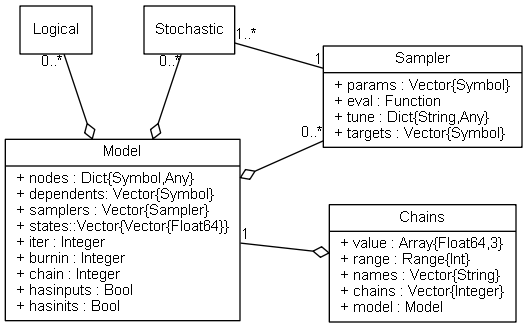 Logical
Stochastic
0..*
0..*
1..*
1
Sampler
+ params : Vector{Symbol}
+ eval : Function
+ tune : Dict{String,Any}
+ targets : Vector{Symbol}
0..*
Model
+ nodes : Dict{Symbol,Any}
+ dependents: Vector{Symbol}
+ samplers : Vector{Sampler}
+ states::Vector{Vector{Float64}}
+ iter : Integer
+ burnin : Integer
+ chain : Integer
+ hasinputs : Bool
+ hasinits : Bool
1
Chains
+ value : Array{Float64,3}
+ range : Range{Int}
+ names : Vector{String}
+ chains : Vector{Integer}
+ model : Model